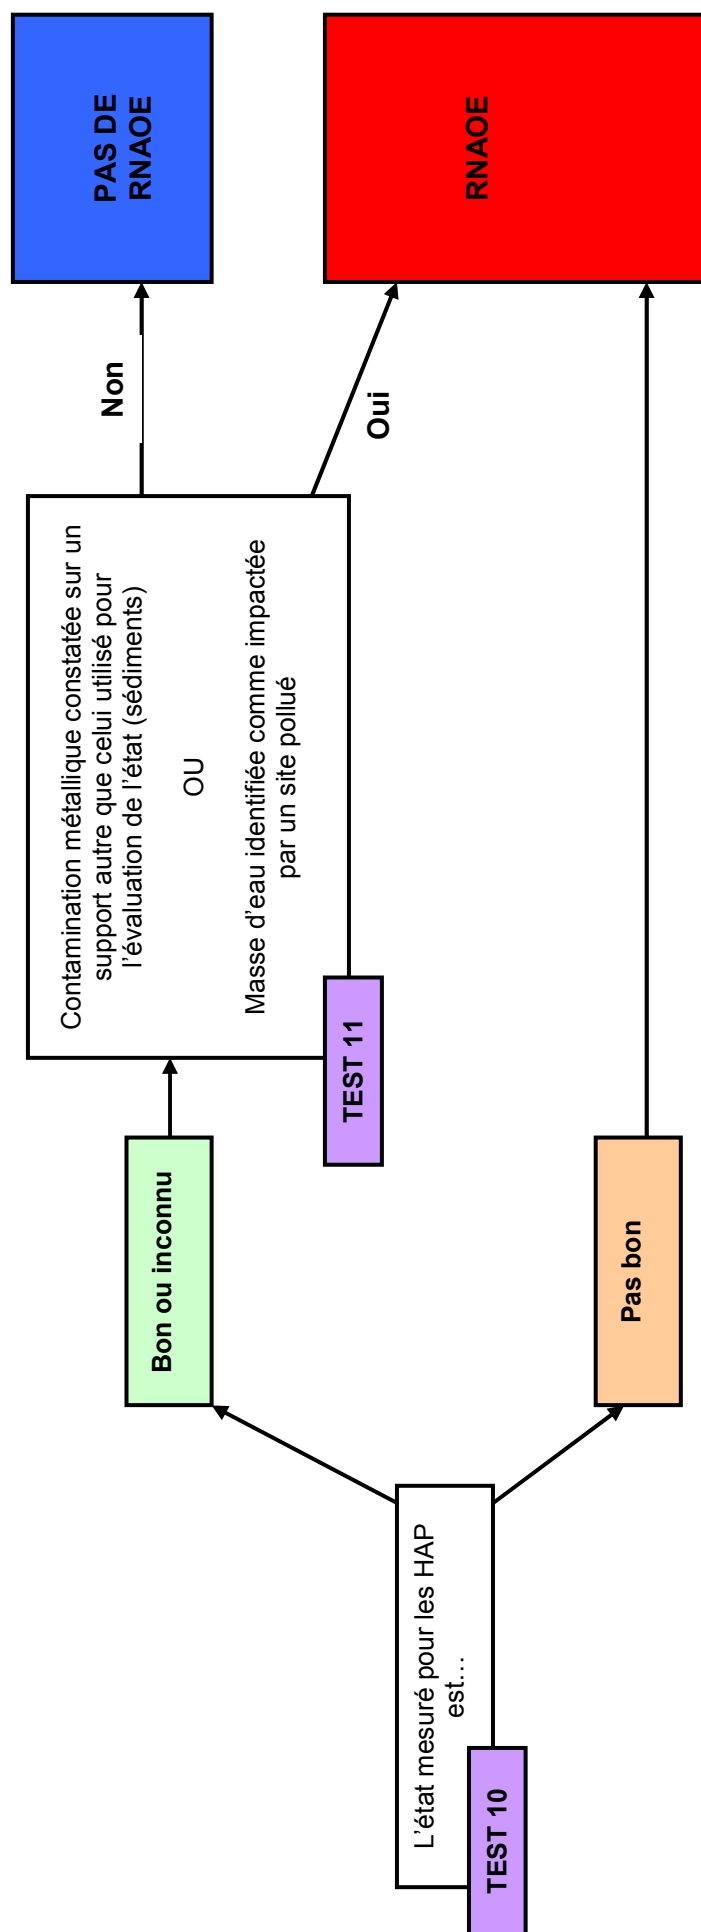 L'état mesuré pour les HAP
est…
TEST 10
Bon ou inconnu
Pas bon
Contamination métallique constatée sur un
support autre que celui utilisé pour
l'évaluation de l'état (sédiments)
OU
Masse d'eau identifiée comme impactée
par un site pollué
TEST 11
Non
Oui
PAS DE
RNAOE
RNAOE